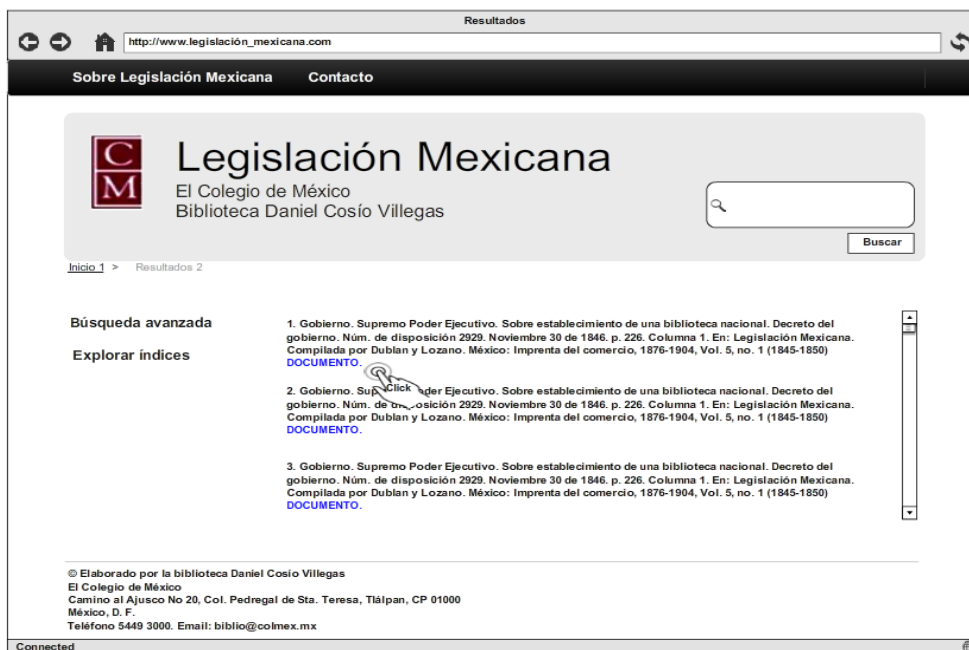 Resultados
http://www.legislación_mexicana.com
Sobre Legislación Mexicana Contacto
C
M
Legislación Mexicana
El Colegio de México
Biblioteca Daniel Cosío Villegas
Buscar
Inicio 1 > Resultados 2
Búsqueda avanzada
Explorar índices
1. Gobierno. Supremo Poder Ejecutivo. Sobre establecimiento de una biblioteca nacional. Decreto del
gobierno. Núm. de disposición 2929. Noviembre 30 de 1846. p. 226. Columna 1. En: Legislación Mexicana.
Compilada por Dublan y Lozano. México: Imprenta del comercio, 1876-1904, Vol. 5, no. 1 (1845-1850)
DOCUMENTO.
Click
2. Gobierno. Poder Ejecutivo. Sobre establecimiento de una biblioteca nacional. Decreto del
gobierno. Núm. de disposición 2929. Noviembre 30 de 1846. p. 226. Columna 1. En: Legislación Mexicana.
Compilada por Dublan y Lozano. México: Imprenta del comercio, 1876-1904, Vol. 5, no. 1 (1845-1850)
DOCUMENTO.
3. Gobierno. Supremo Poder Ejecutivo. Sobre establecimiento de una biblioteca nacional. Decreto del
gobierno. Núm. de disposición 2929. Noviembre 30 de 1846. p. 226. Columna 1. En: Legislación Mexicana.
Compilada por Dublan y Lozano. México: Imprenta del comercio, 1876-1904, Vol. 5, no. 1 (1845-1850)
DOCUMENTO.
© Elaborado por la biblioteca Daniel Cosio Villegas
El Colegio de México
Camino al Ajusco No 20, Col. Pedregal de Sta. Teresa, Tlálpan, CP 01000
México, D. F.
Teléfono 5449 3000. Email: biblio@colmex.mx
Connected